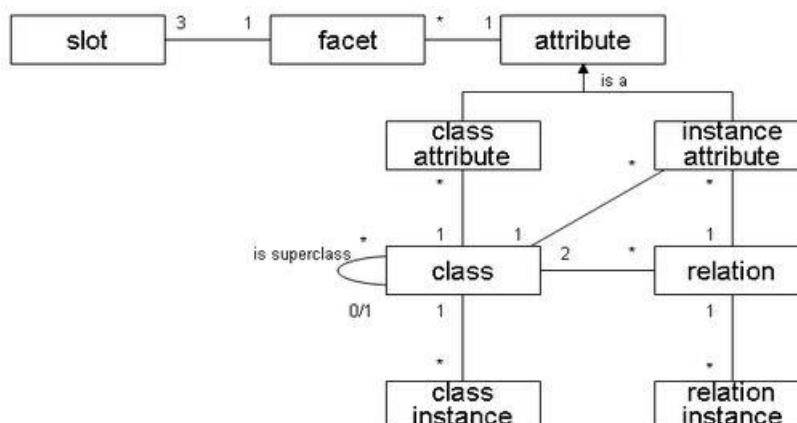 slot
3
1
facet
*
1
attribute
is a
class
attribute
instance
attribute
*
*
*
is superclass
*
1
1
1
class
2
*
relation
0/1
1
1
*
*
class
instance
relation
instance